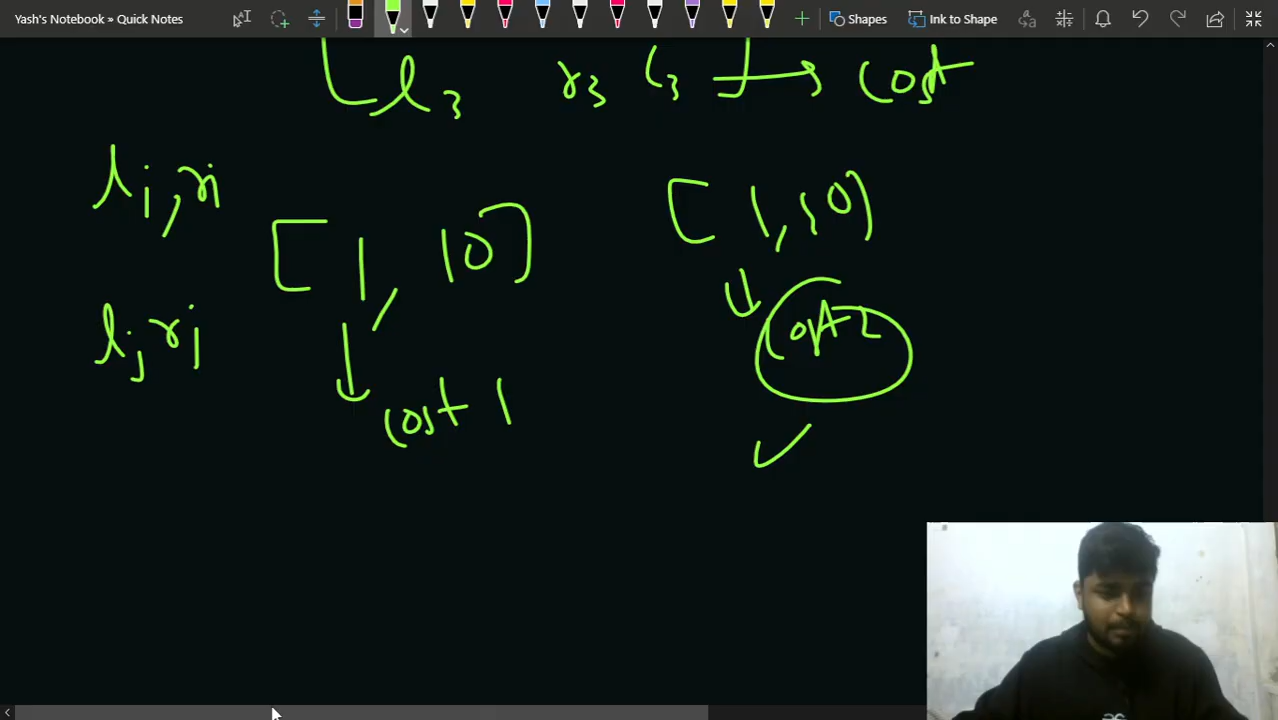 Yash's Notebook » Quick Notes
Shapes
Ink to Shape
[ l3 r3 c3 ] → cost
li, ri
[ 1, 10 ]
[ 1, 10 ]
lj rj
opt 2
cost 1